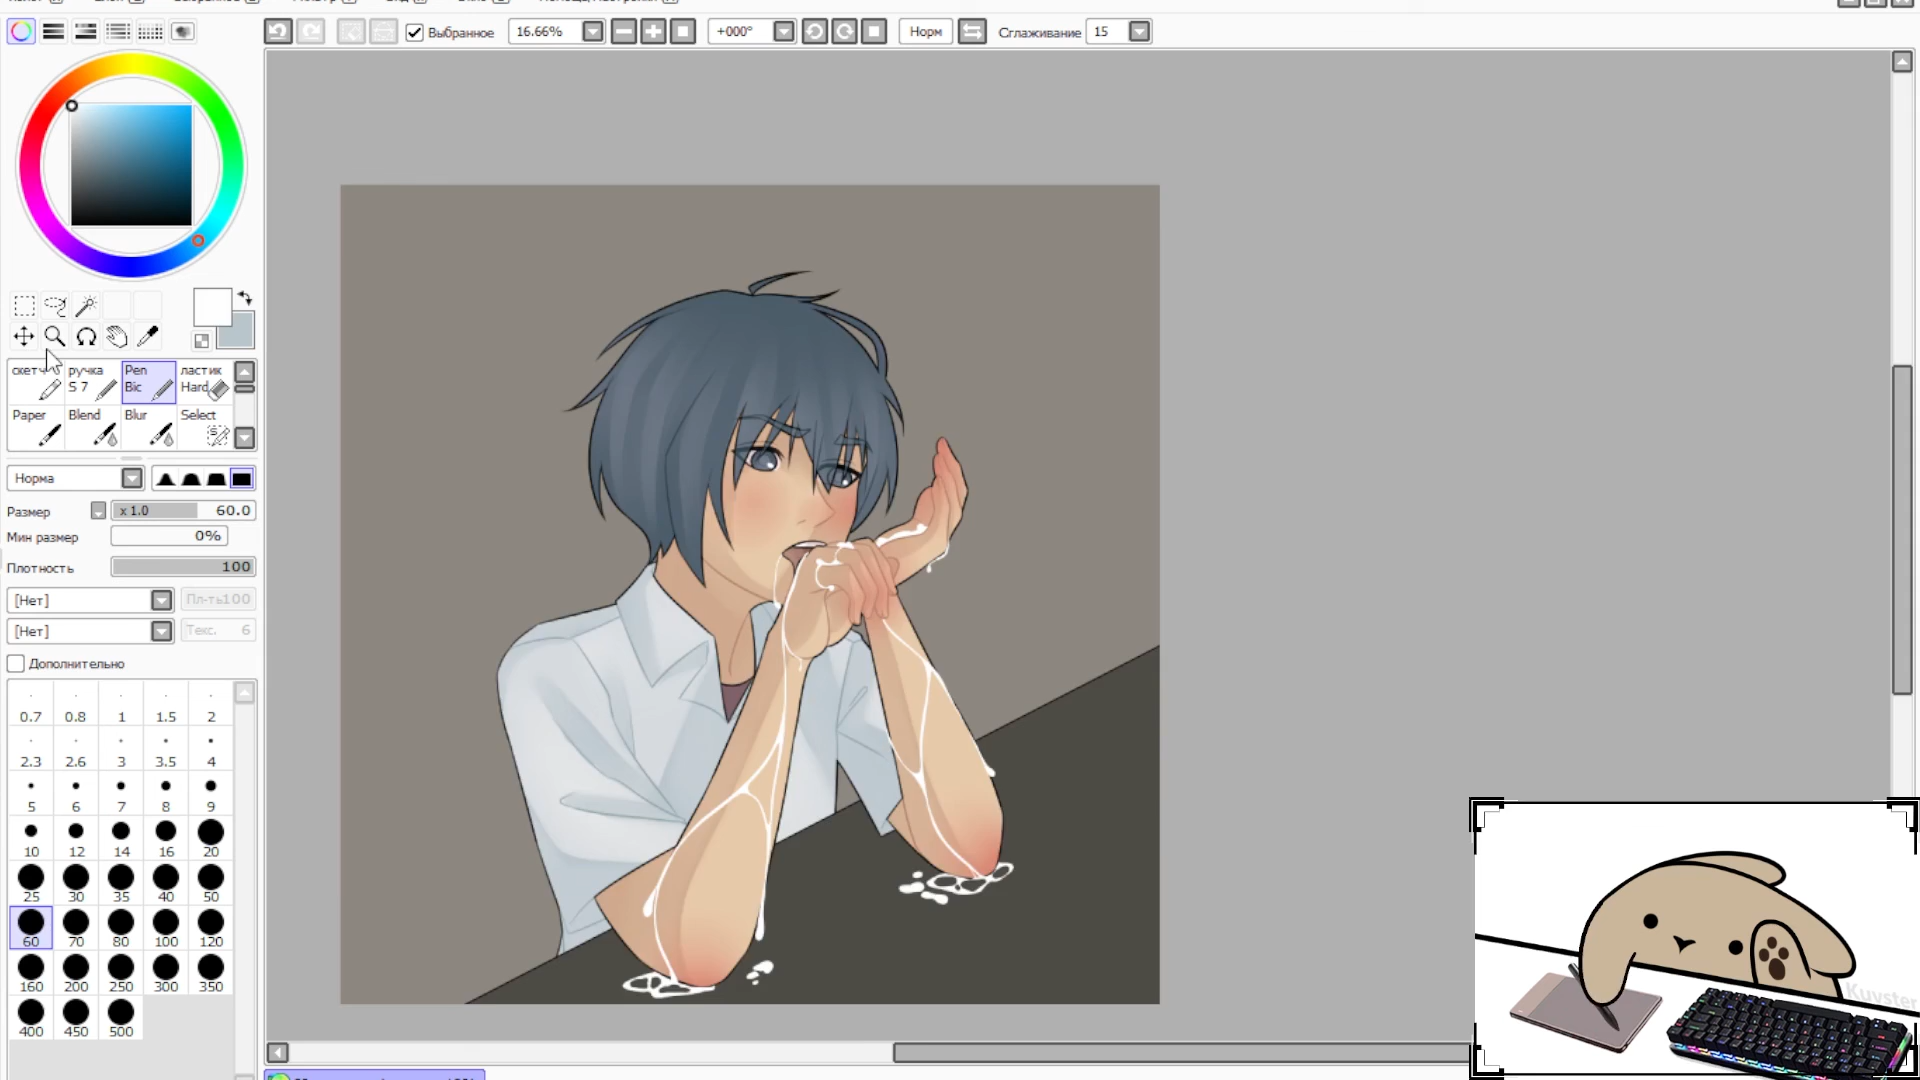 Выбранное
16.66%
+000°
Норм
Сглаживание
15
скетч
ручка
S 7
Pen
Bic
ластик
Hard
Paper
Blend
Blur
Select
Норма
Размер
x 1.0
60.0
Мин размер
0%
Плотность
100
[Нет]
Пл-ть100
[Нет]
Текс. 6
Дополнительно
0.7 0.8 1 1.5 2
2.3 2.6 3 3.5 4
5 6 7 8 9
10 12 14 16 20
25 30 35 40 50
60 70 80 100 120
160 200 250 300 350
400 450 500
Kuvster